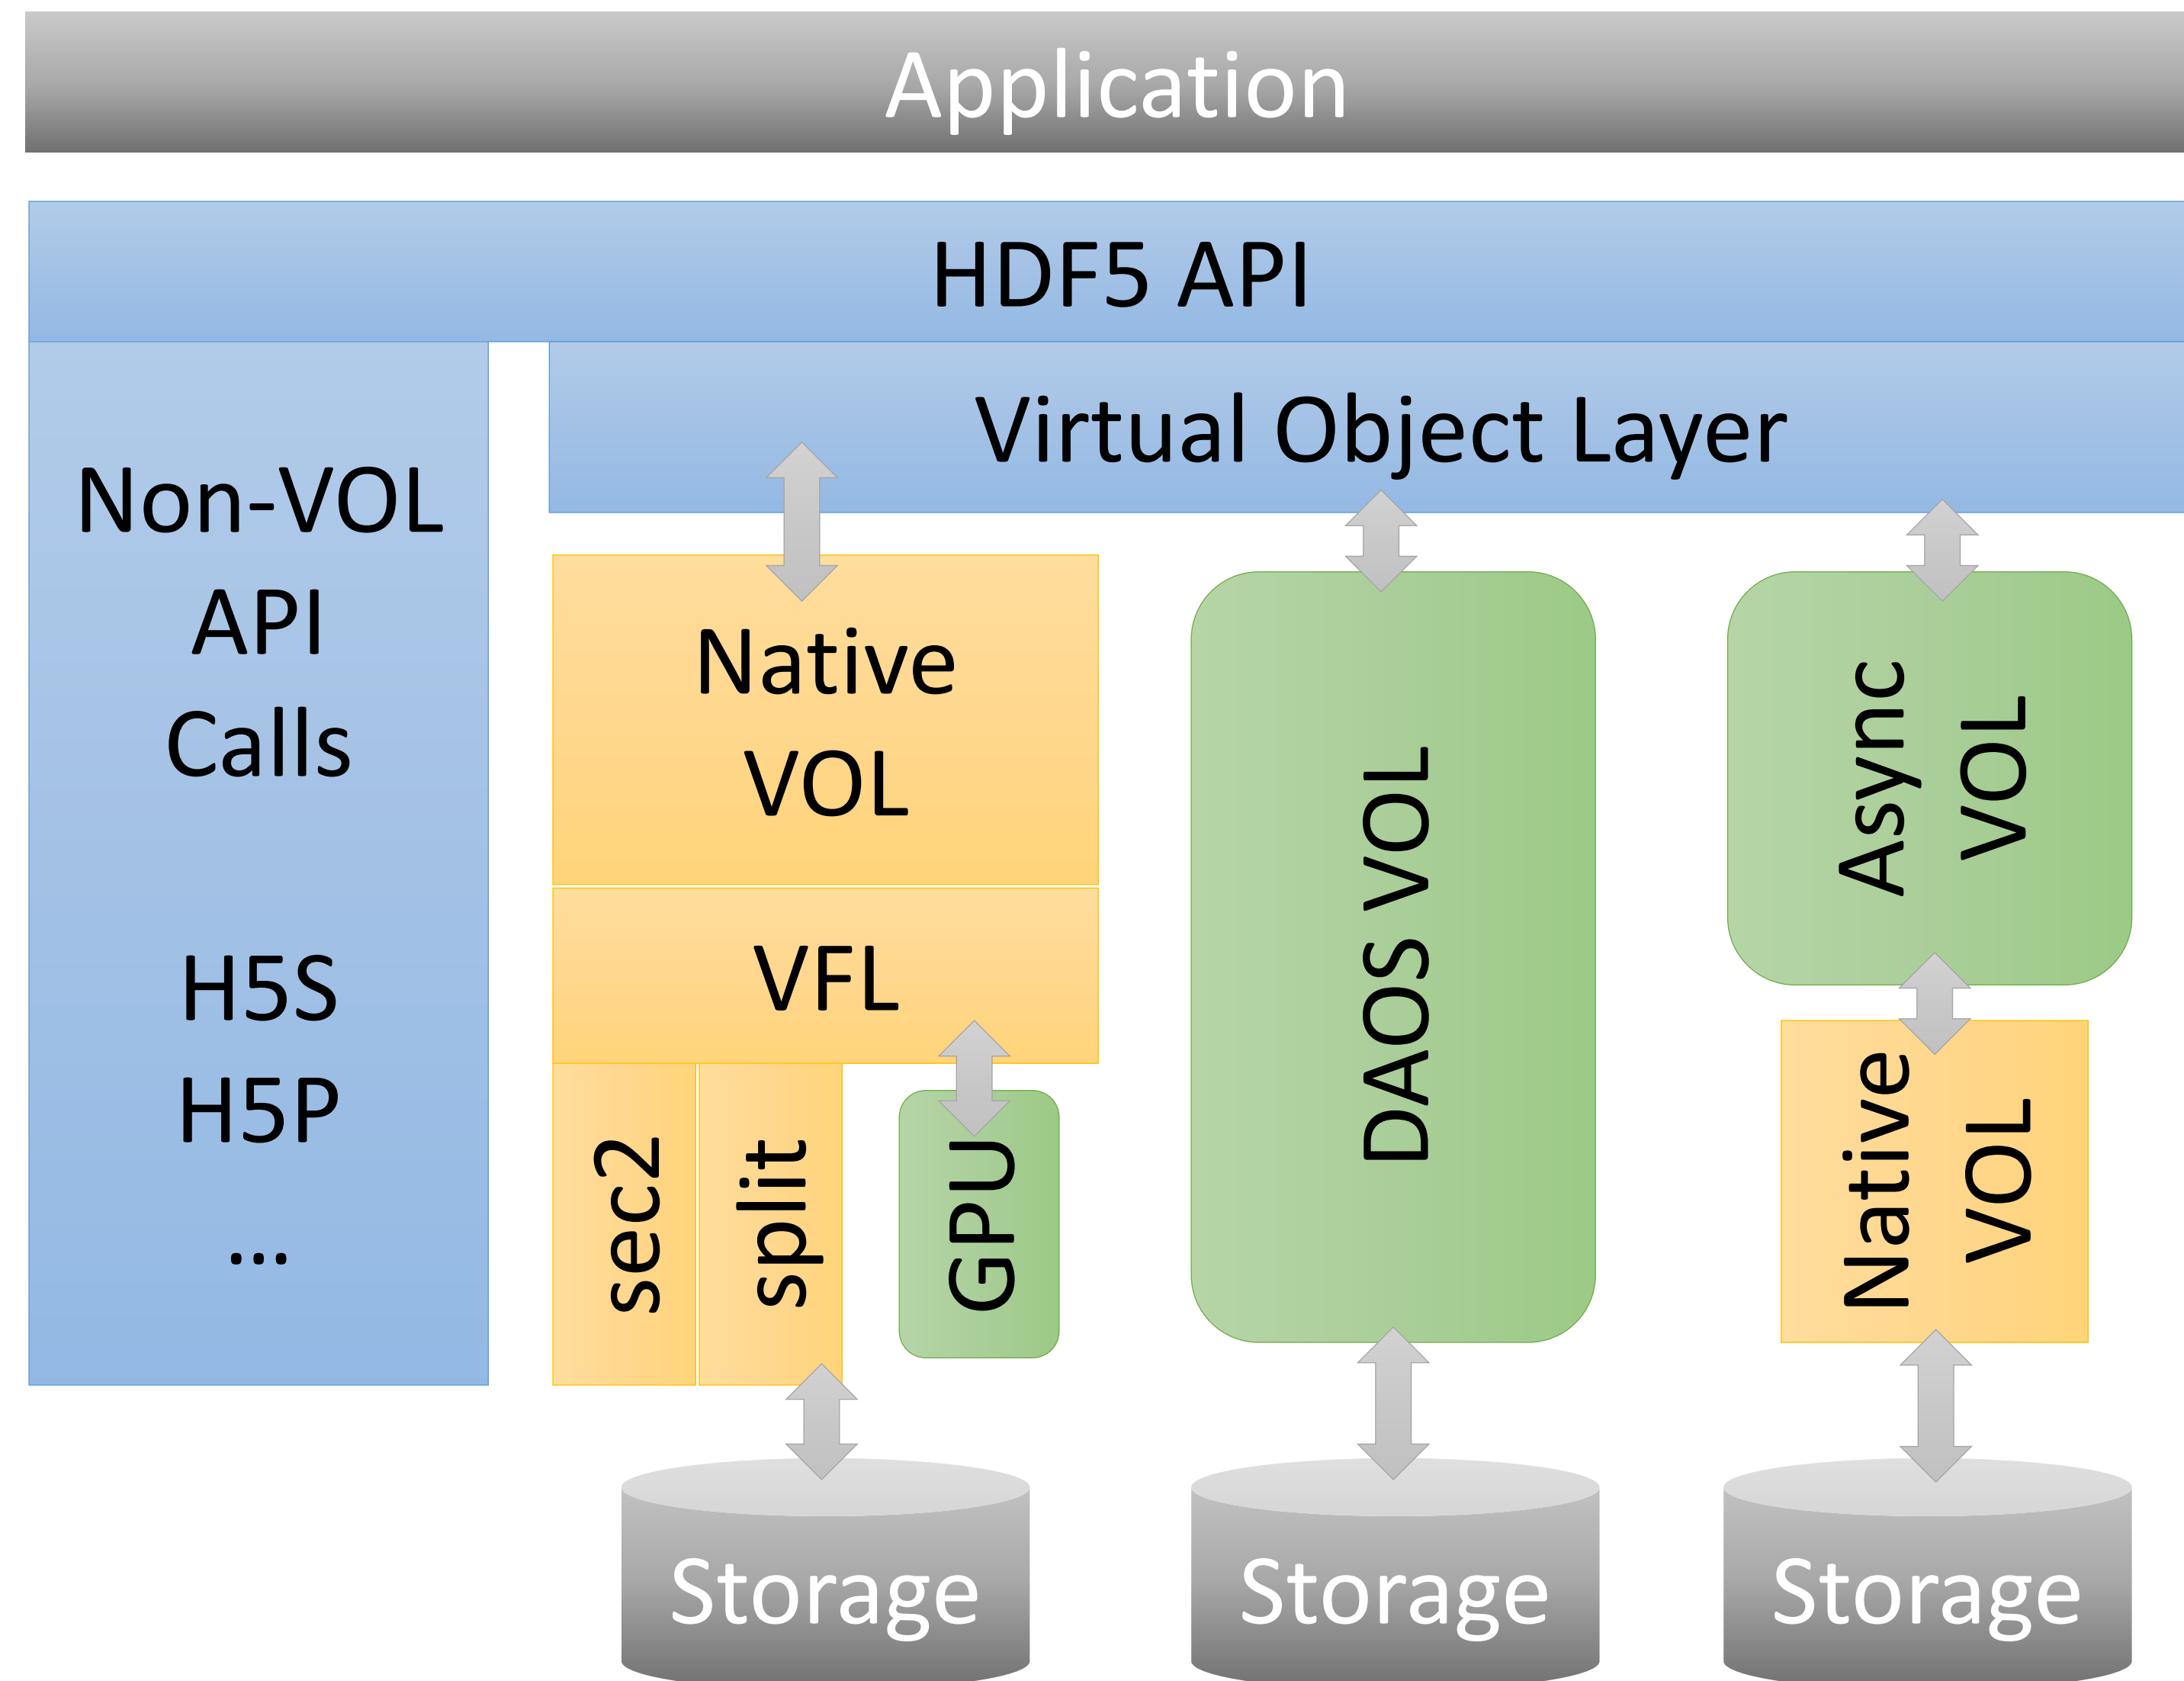 Application
HDF5 API
Virtual Object Layer
Non-VOL
API
Calls
H5S
H5P
...
Native
VOL
VFL
sec2
split
GPU
DAOS VOL
Async
VOL
Native
VOL
Storage
Storage
Storage